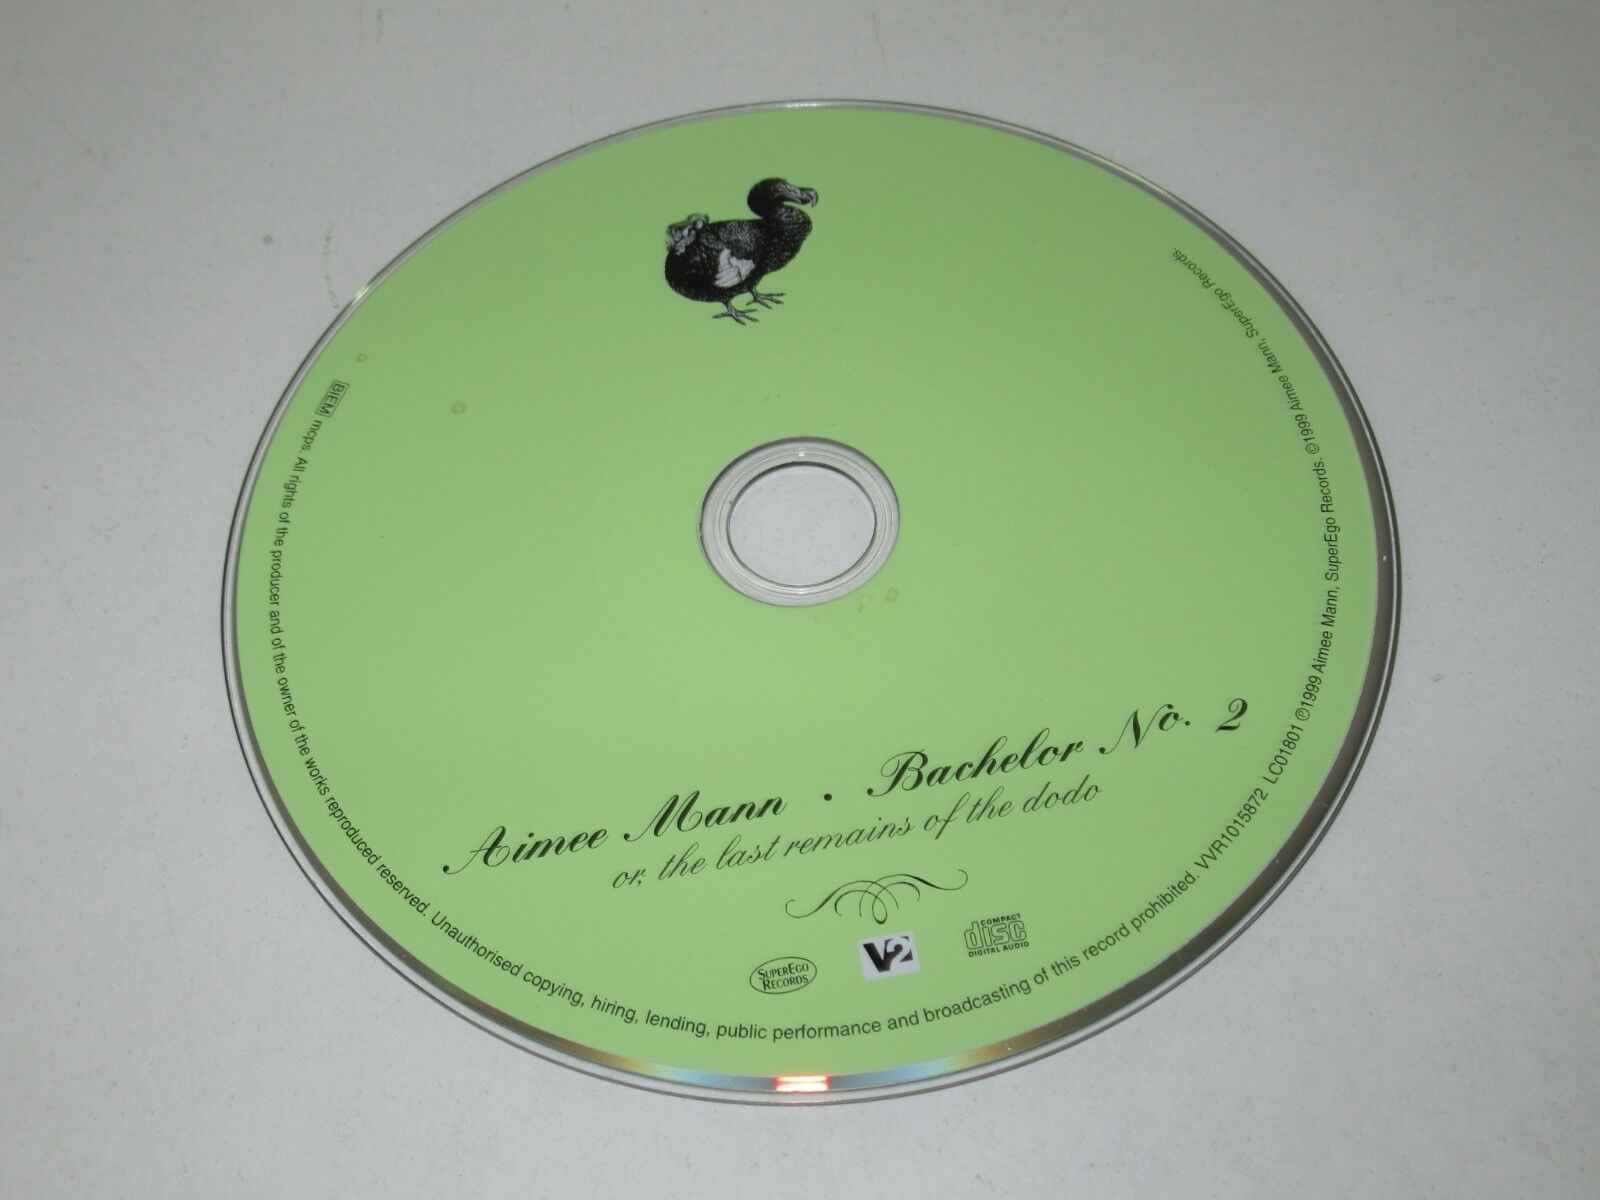 Aimee Mann . Bachelor No. 2
or, the last remains of the dodo
SUPEREGO
RECORDS
V2
COMPACT
disc
DIGITAL AUDIO
BIEM mcps. All rights of the producer and of the owner of the works reproduced reserved. Unauthorised copying, hiring, lending, public performance and broadcasting of this record prohibited. VVR1015872 LC01801 ℗1999 Aimee Mann, SuperEgo Records. ©1999 Aimee Mann, SuperEgo Records.